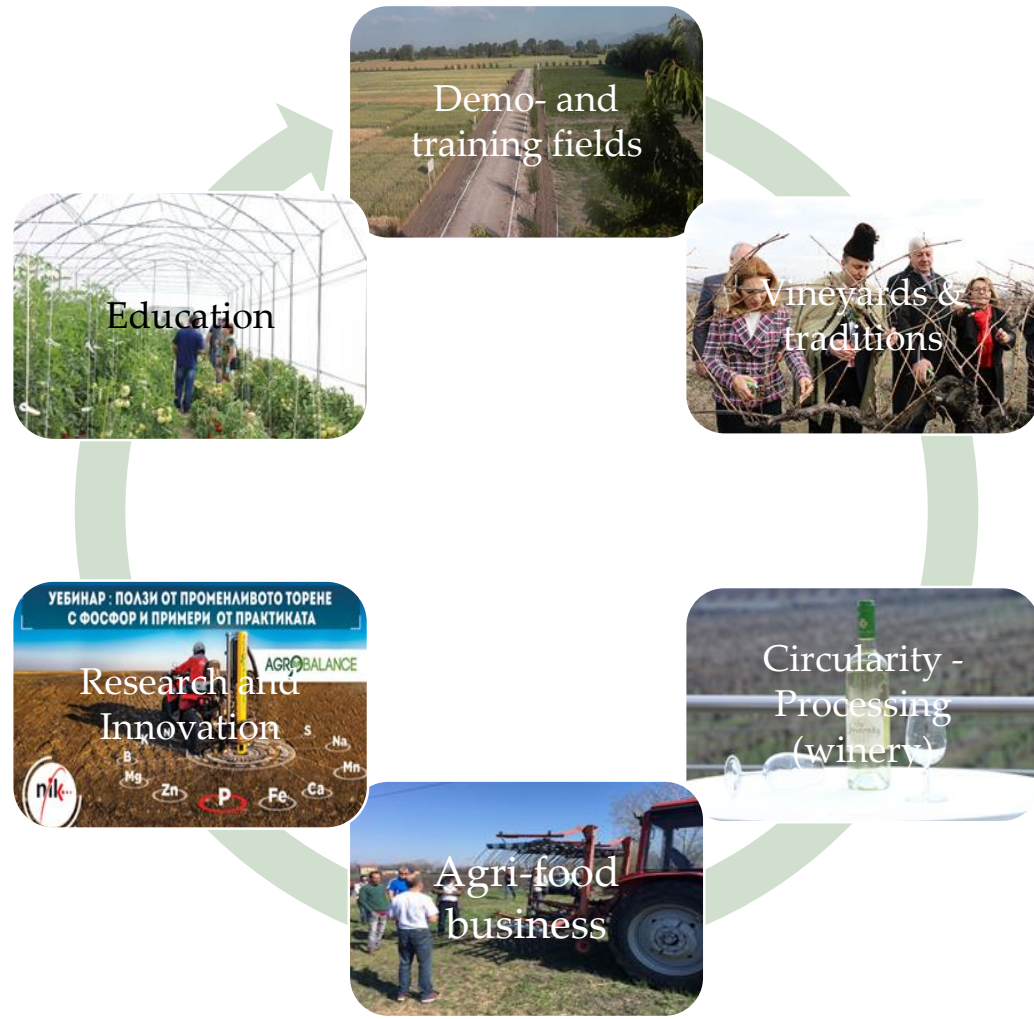 Demo- and
training fields
Vineyards &
traditions
Circularity -
Processing
(winery)
Agri-food
business
Research and
Innovation
УЕБИНАР : ПОЛЗИ ОТ ПРОМЕНЛИВОТО ТОРЕНЕ
С ФОСФОР И ПРИМЕРИ ОТ ПРАКТИКАТА
AGROBALANCE
K
N
S
Na
B
Mg
Zn
P
Fe
Ca
Mn
nik
Education